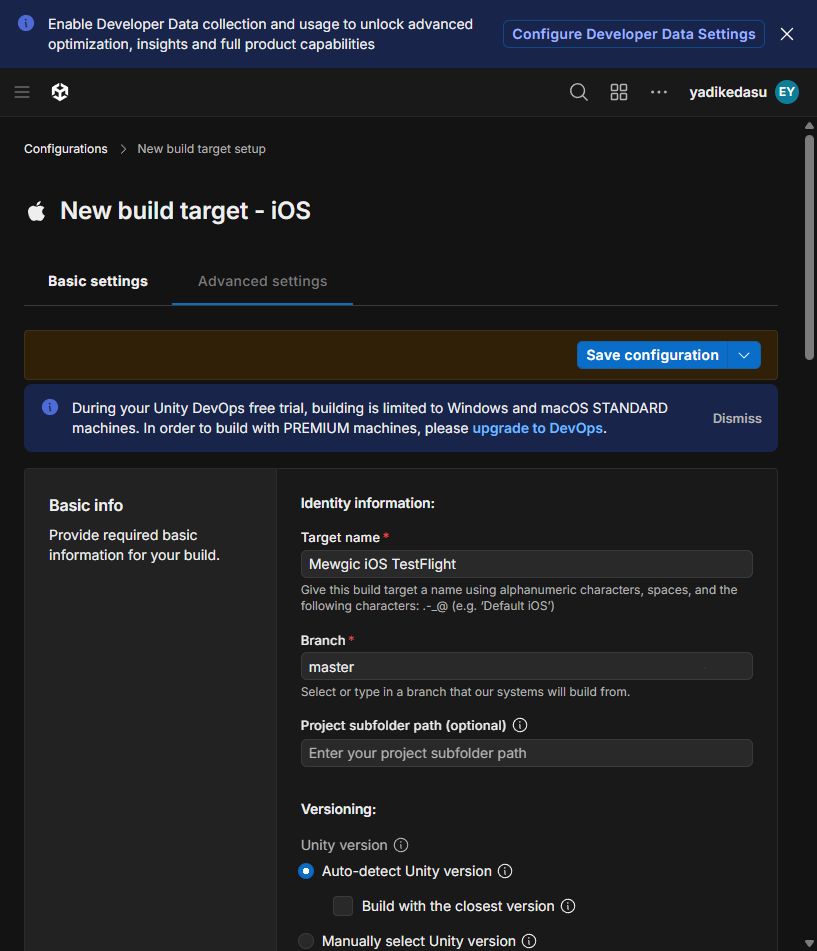 Enable Developer Data collection and usage to unlock advanced
optimization, insights and full product capabilities
Configure Developer Data Settings
yadikedasu EY
Configurations > New build target setup
New build target - iOS
Basic settings Advanced settings
Save configuration
During your Unity DevOps free trial, building is limited to Windows and macOS STANDARD
machines. In order to build with PREMIUM machines, please upgrade to DevOps.
Dismiss
Basic info
Provide required basic
information for your build.
Identity information:
Target name *
Mewgic iOS TestFlight
Give this build target a name using alphanumeric characters, spaces, and the
following characters: .-_@ (e.g. ‘Default iOS’)
Branch *
master
Select or type in a branch that our systems will build from.
Project subfolder path (optional)
Enter your project subfolder path
Versioning:
Unity version
Auto-detect Unity version
Build with the closest version
Manually select Unity version